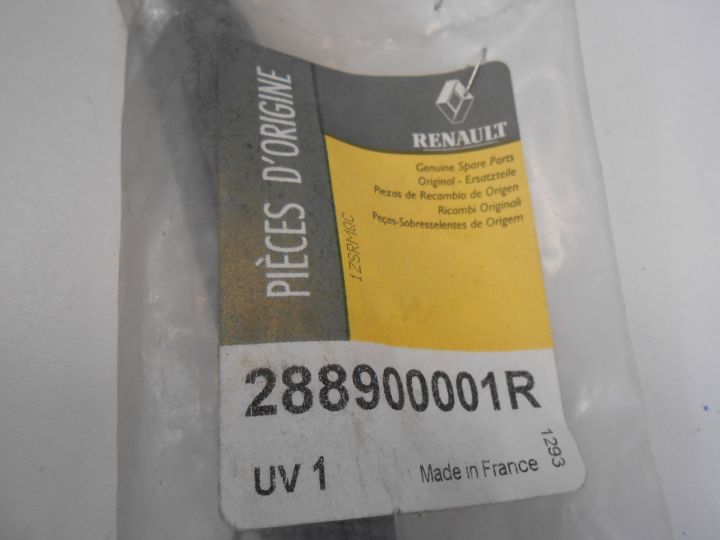 PIÈCES D'ORIGINE
RENAULT
Genuine Spare Parts
Original - Ersatzteile
Piezas de Recambio de Origen
Ricambi Originali
Peças-Sobresselentes de Origem
288900001R
UV 1
Made in France
1293